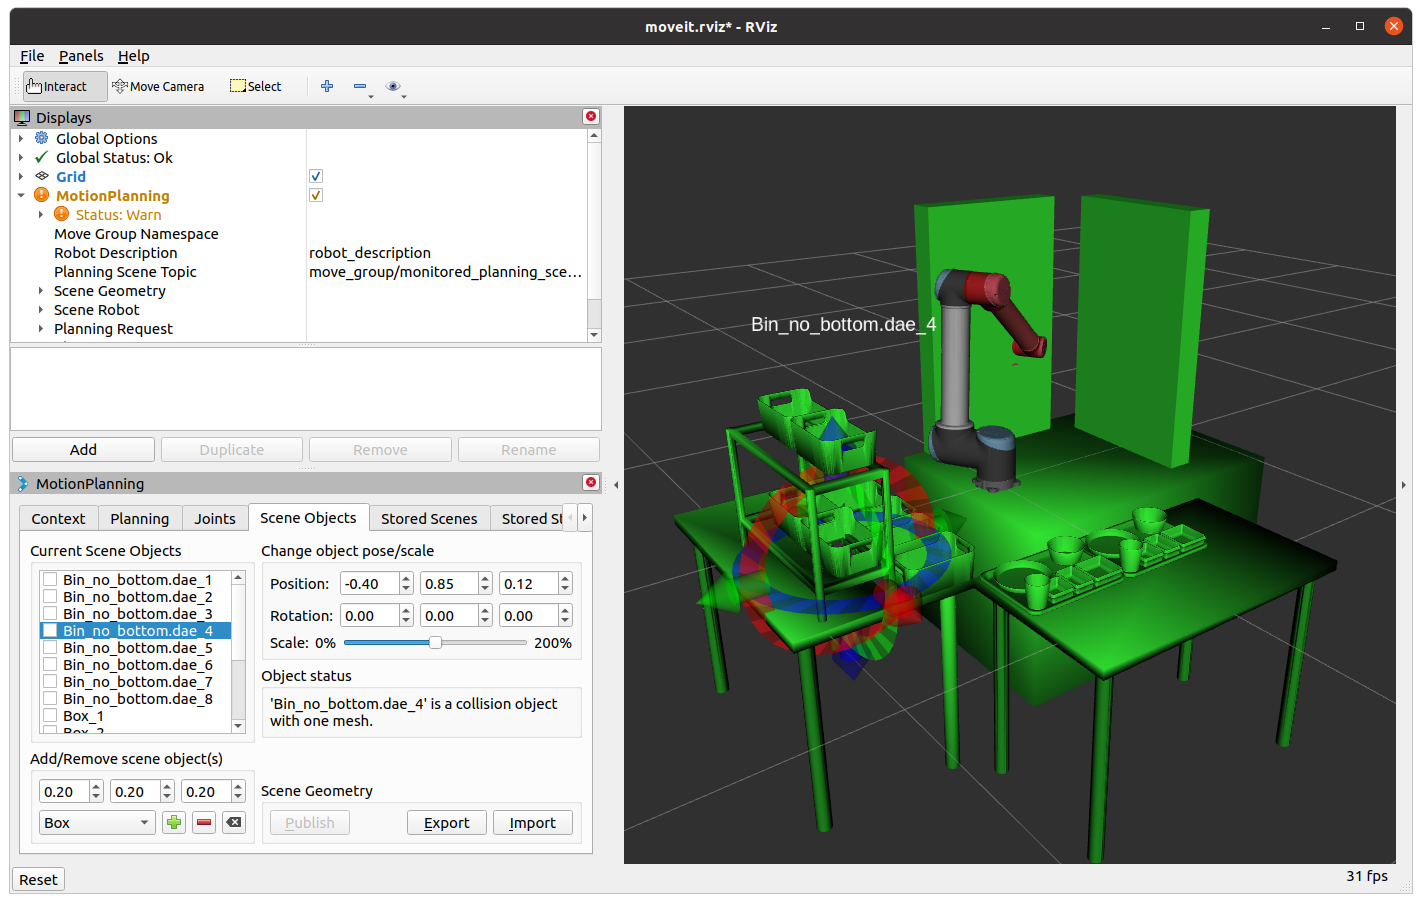 moveit.rviz* - RViz
File Panels Help
Interact Move Camera Select
Displays
Global Options
Global Status: Ok
Grid
MotionPlanning
Status: Warn
Move Group Namespace
Robot Description robot_description
Planning Scene Topic move_group/monitored_planning_sce...
Scene Geometry
Scene Robot
Planning Request
Add Duplicate Remove Rename
MotionPlanning
Context Planning Joints Scene Objects Stored Scenes Stored St
Current Scene Objects
Bin_no_bottom.dae_1
Bin_no_bottom.dae_2
Bin_no_bottom.dae_3
Bin_no_bottom.dae_4
Bin_no_bottom.dae_5
Bin_no_bottom.dae_6
Bin_no_bottom.dae_7
Bin_no_bottom.dae_8
Box_1
Box_2
Change object pose/scale
Position: -0.40 0.85 0.12
Rotation: 0.00 0.00 0.00
Scale: 0% 200%
Object status
'Bin_no_bottom.dae_4' is a collision object
with one mesh.
Add/Remove scene object(s)
0.20 0.20 0.20
Box
Scene Geometry
Publish Export Import
Reset
Bin_no_bottom.dae_4
31 fps